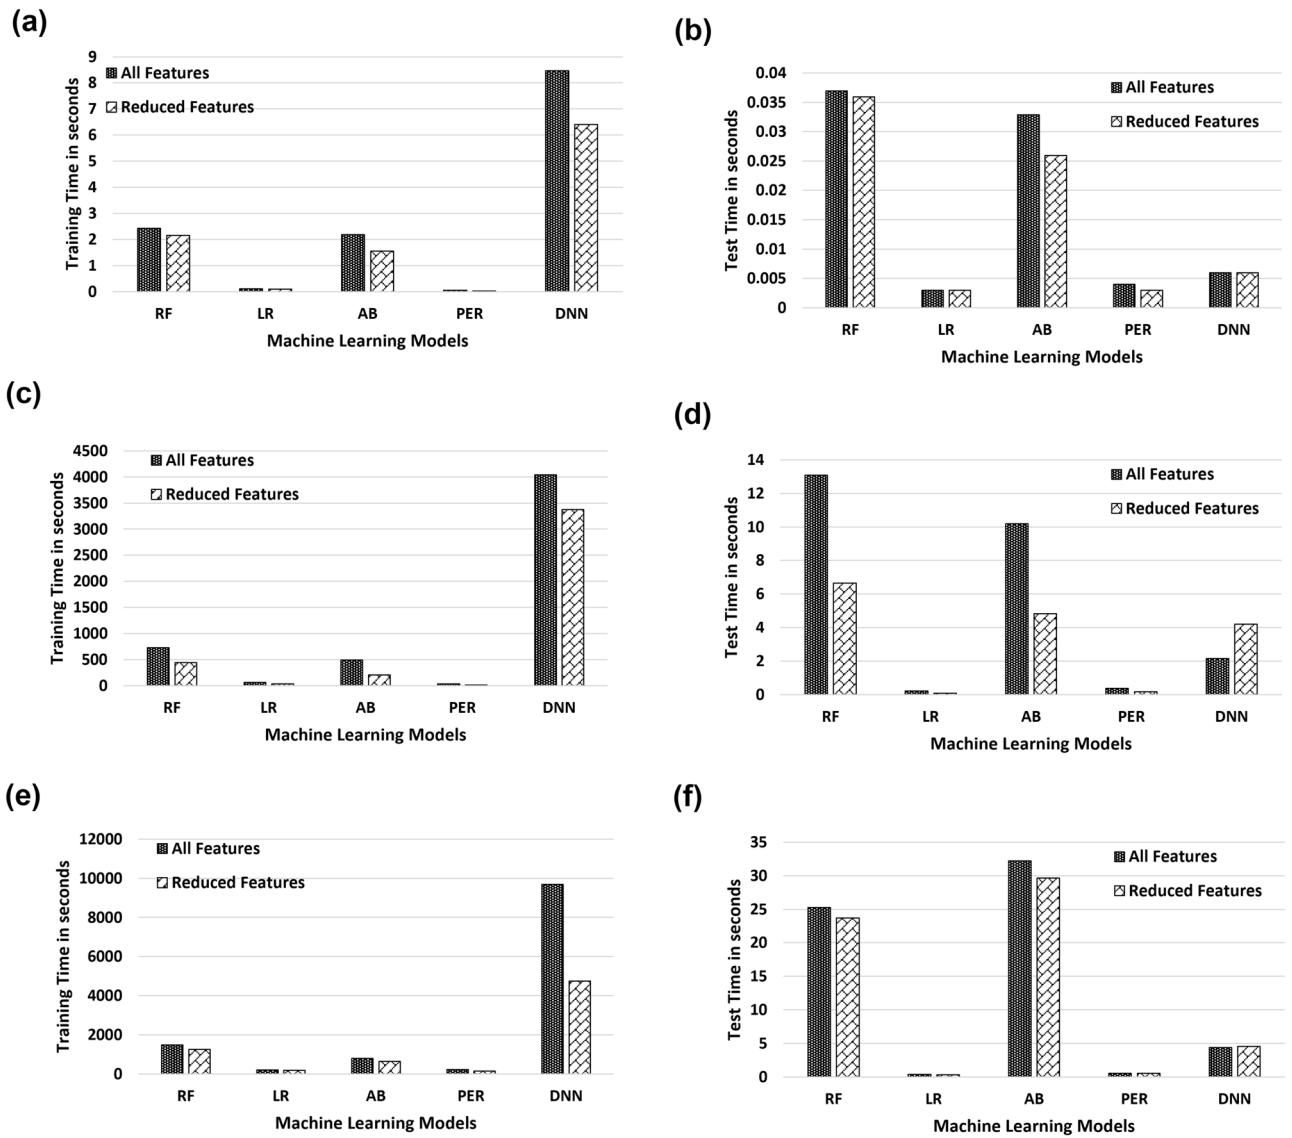 (a)
9
8
7
6
5
4
3
2
1
0
Training Time in seconds
All Features
Reduced Features
RF LR AB PER DNN
Machine Learning Models
(b)
0.04
0.035
0.03
0.025
0.02
0.015
0.01
0.005
0
Test Time in seconds
All Features
Reduced Features
RF LR AB PER DNN
Machine Learning Models
(c)
4500
4000
3500
3000
2500
2000
1500
1000
500
0
Training Time in seconds
All Features
Reduced Features
RF LR AB PER DNN
Machine Learning Models
(d)
14
12
10
8
6
4
2
0
Test Time in seconds
All Features
Reduced Features
RF LR AB PER DNN
Machine Learning Models
(e)
12000
10000
8000
6000
4000
2000
0
Training Time in seconds
All Features
Reduced Features
RF LR AB PER DNN
Machine Learning Models
(f)
35
30
25
20
15
10
5
0
Test Time in seconds
All Features
Reduced Features
RF LR AB PER DNN
Machine Learning Models